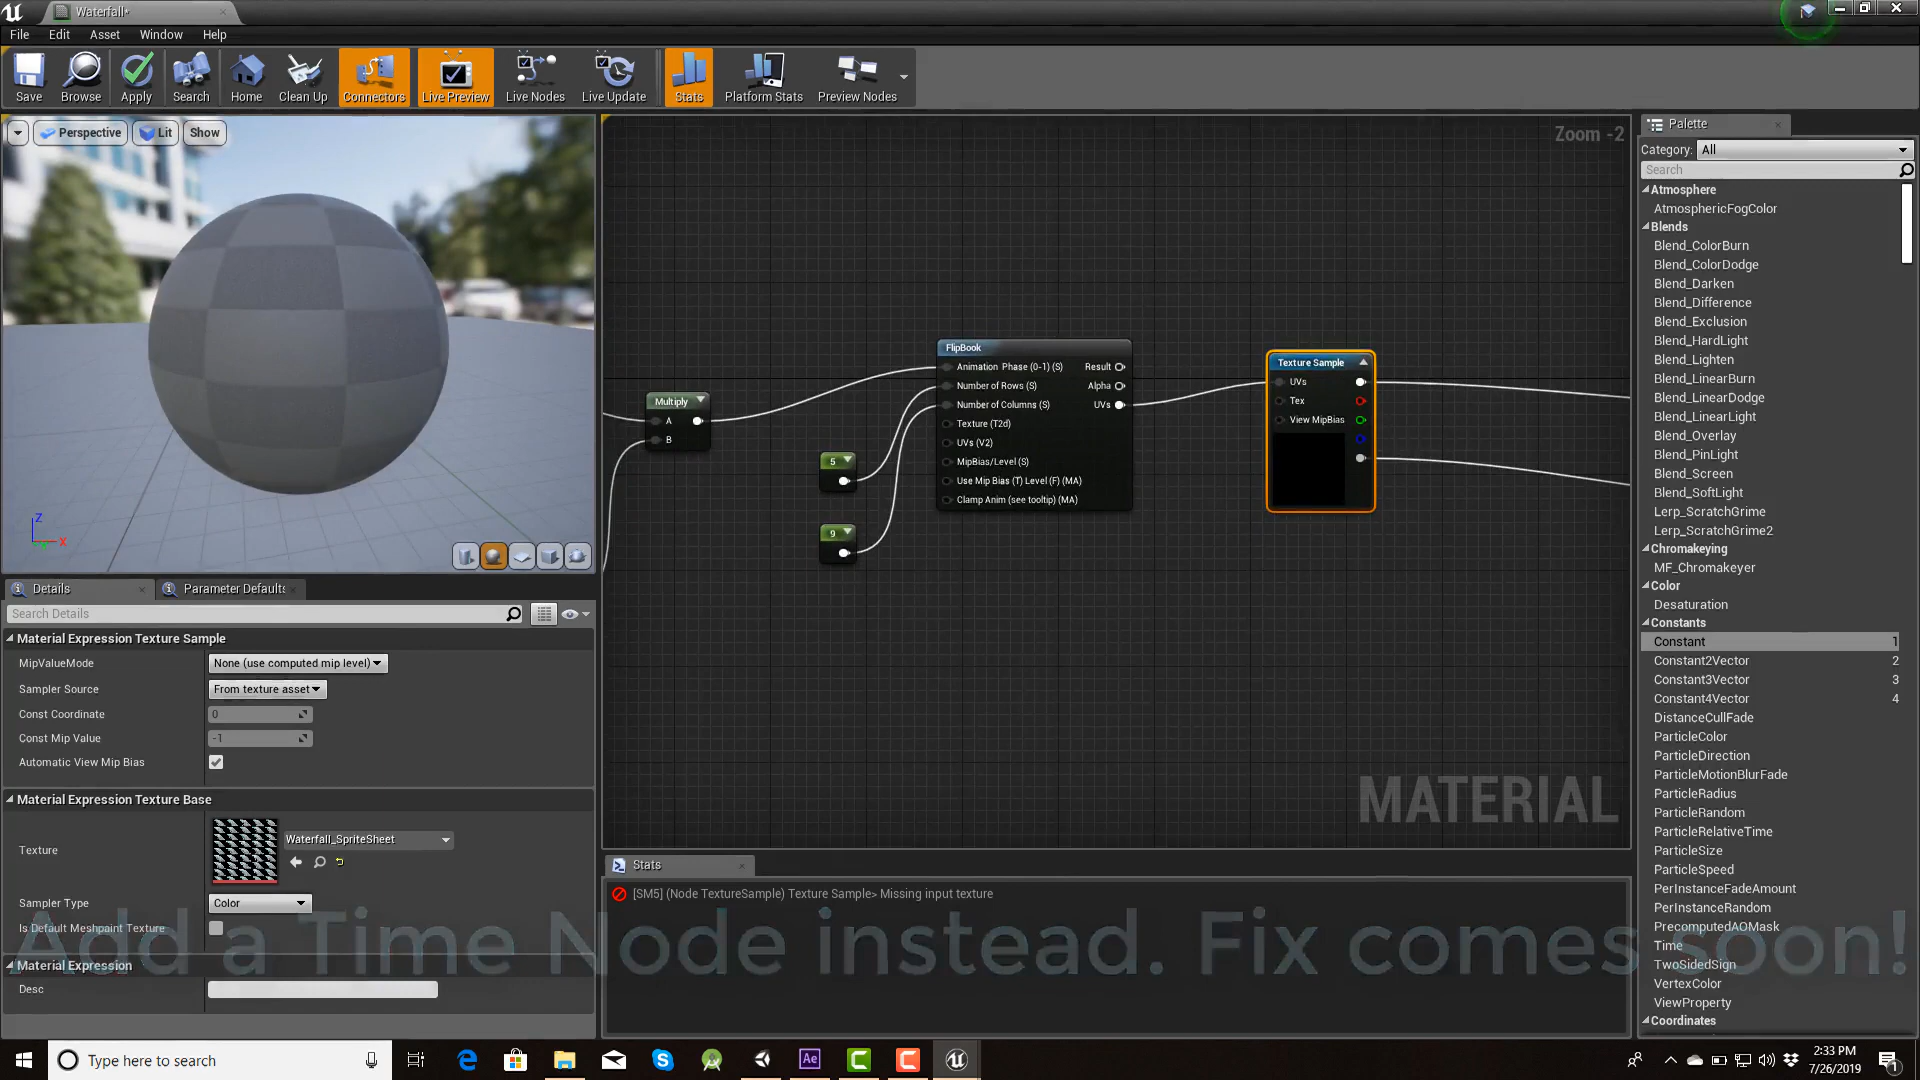 Waterfall*
File Edit Asset Window Help
Save Browse Apply Search Home Clean Up Connectors Live Preview Live Nodes Live Update Stats Platform Stats Preview Nodes
Perspective Lit Show
Z
X
Zoom -2
Multiply
A
B
5
9
FlipBook
Animation Phase (0-1) (S) Result
Number of Rows (S) Alpha
Number of Columns (S) UVs
Texture (T2d)
UVs (V2)
MipBias/Level (S)
Use Mip Bias (T) Level (F) (MA)
Clamp Anim (see tooltip) (MA)
Texture Sample
UVs
Tex
View MipBias
MATERIAL
Palette
Category: All
Search
Atmosphere
AtmosphericFogColor
Blends
Blend_ColorBurn
Blend_ColorDodge
Blend_Darken
Blend_Difference
Blend_Exclusion
Blend_HardLight
Blend_Lighten
Blend_LinearBurn
Blend_LinearDodge
Blend_LinearLight
Blend_Overlay
Blend_PinLight
Blend_Screen
Blend_SoftLight
Lerp_ScratchGrime
Lerp_ScratchGrime2
Chromakeying
MF_Chromakeyer
Color
Desaturation
Constants
Constant 1
Constant2Vector 2
Constant3Vector 3
Constant4Vector 4
DistanceCullFade
ParticleColor
ParticleDirection
ParticleMotionBlurFade
ParticleRadius
ParticleRandom
ParticleRelativeTime
ParticleSize
ParticleSpeed
PerInstanceFadeAmount
PerInstanceRandom
PrecomputedAOMask
Time
TwoSidedSign
VertexColor
ViewProperty
Coordinates
Details Parameter Defaults
Search Details
Material Expression Texture Sample
MipValueMode None (use computed mip level)
Sampler Source From texture asset
Const Coordinate 0
Const Mip Value -1
Automatic View Mip Bias
Material Expression Texture Base
Texture Waterfall_SpriteSheet
Sampler Type Color
Is Default Meshpaint Texture
Material Expression
Desc
Stats
[SM5] (Node TextureSample) Texture Sample> Missing input texture
Add a Time Node instead. Fix comes soon!
Type here to search
Ae
2:33 PM
7/26/2019
1